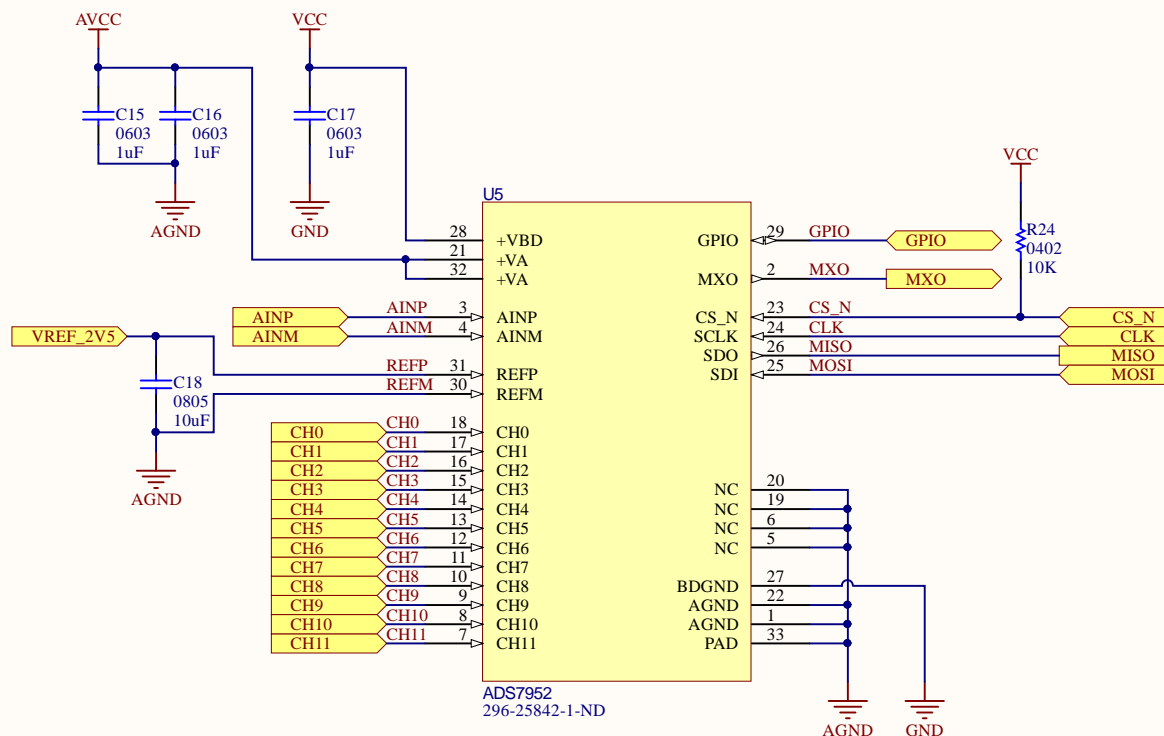 AVCC
VCC
C15
0603
1uF
C16
0603
1uF
C17
0603
1uF
AGND
GND
VCC
R24
0402
10K
U5
28 +VBD
21 +VA
32 +VA
AINP AINP 3 AINP
AINM AINM 4 AINM
VREF_2V5
REFP 31 REFP
REFM 30 REFM
C18
0805
10uF
AGND
CH0 CH0 18 CH0
CH1 CH1 17 CH1
CH2 CH2 16 CH2
CH3 CH3 15 CH3
CH4 CH4 14 CH4
CH5 CH5 13 CH5
CH6 CH6 12 CH6
CH7 CH7 11 CH7
CH8 CH8 10 CH8
CH9 CH9 9 CH9
CH10 CH10 8 CH10
CH11 CH11 7 CH11
GPIO 29 GPIO GPIO
MXO 2 MXO MXO
CS_N 23 CS_N CS_N
SCLK 24 CLK CLK
SDO 26 MISO MISO
SDI 25 MOSI MOSI
NC 20
NC 19
NC 6
NC 5
BDGND 27
AGND 22
AGND 1
PAD 33
ADS7952
296-25842-1-ND
AGND
GND